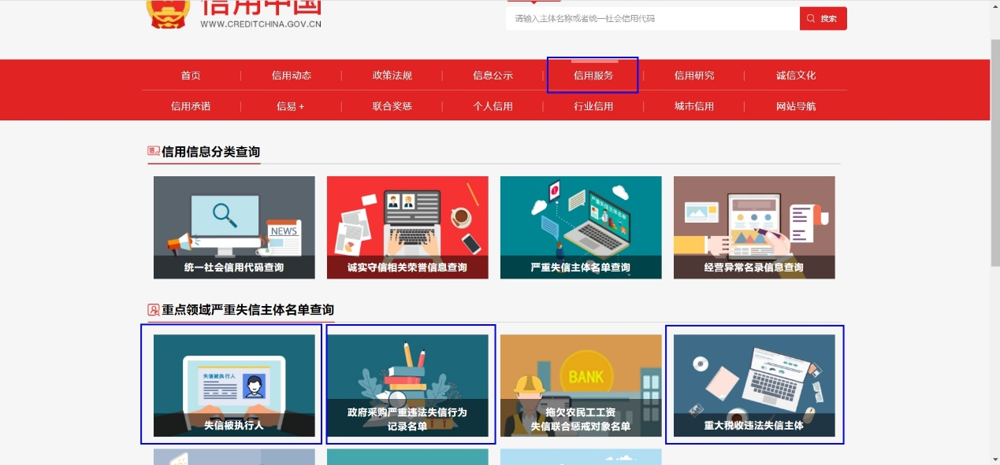 信用中国
WWW.CREDITCHINA.GOV.CN
请输入主体名称或者统一社会信用代码
搜索
首页 信用动态 政策法规 信息公示 信用服务 信用研究 诚信文化
信用承诺 信易+ 联合奖惩 个人信用 行业信用 城市信用 网站导航
信用信息分类查询
NEWS
严重失信主体名单
统一社会信用代码查询
诚实守信相关荣誉信息查询
严重失信主体名单查询
经营异常名录信息查询
重点领域严重失信主体名单查询
失信被执行人
BANK
失信被执行人
政府采购严重违法失信行为
记录名单
拖欠农民工工资
失信联合惩戒对象名单
重大税收违法失信主体